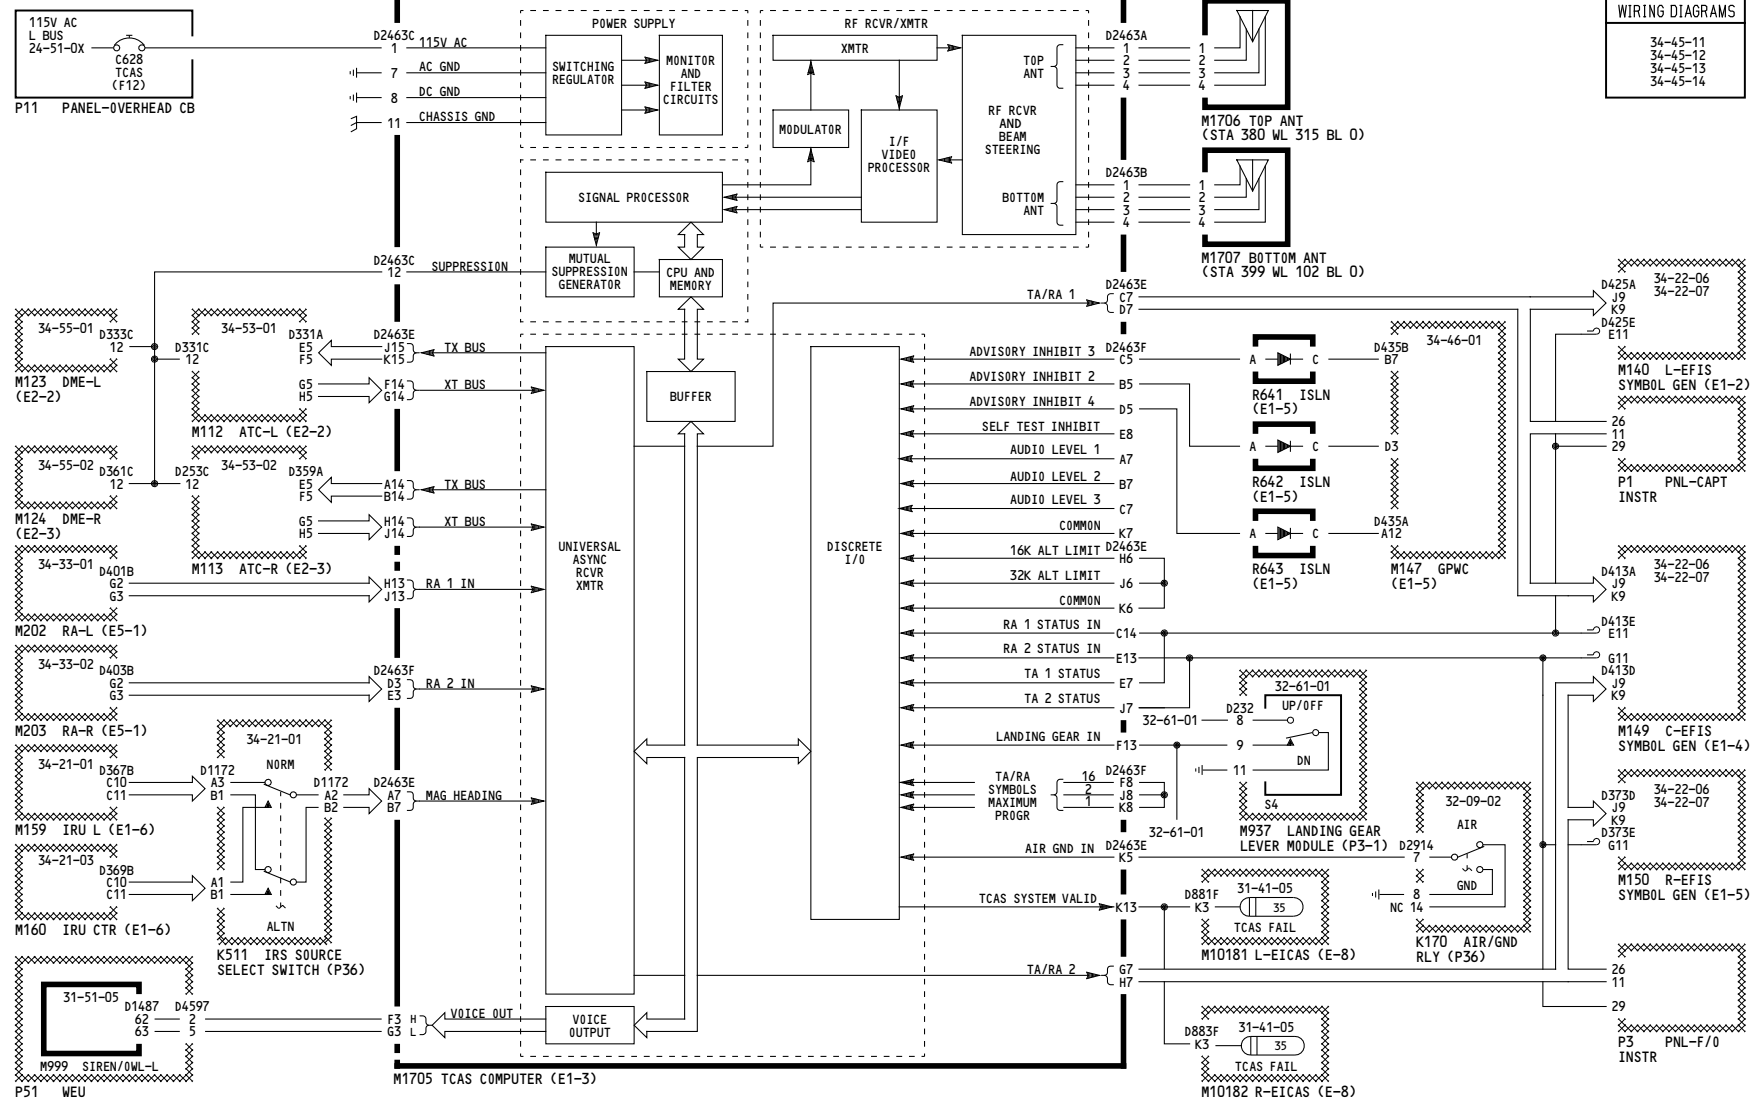 115V AC
L BUS
24-51-0X
C628
TCAS
(F12)
P11 PANEL-OVERHEAD CB
D2463C
1 115V AC
7 AC GND
8 DC GND
11 CHASSIS GND
POWER SUPPLY
SWITCHING
REGULATOR
MONITOR
AND
FILTER
CIRCUITS
RF RCVR/XMTR
XMTR
MODULATOR
I/F
VIDEO
PROCESSOR
RF RCVR
AND
BEAM
STEERING
TOP
ANT
BOTTOM
ANT
D2463A
1 1
2 2
3 3
4 4
M1706 TOP ANT
(STA 380 WL 315 BL 0)
D2463B
1 1
2 2
3 3
4 4
M1707 BOTTOM ANT
(STA 399 WL 102 BL 0)
WIRING DIAGRAMS
34-45-11
34-45-12
34-45-13
34-45-14
SIGNAL PROCESSOR
MUTUAL
SUPPRESSION
GENERATOR
CPU AND
MEMORY
BUFFER
D2463C
12 SUPPRESSION
34-55-01
D333C
12
M123 DME-L
(E2-2)
34-53-01
D331C
12
D331A
E5
F5
G5
H5
M112 ATC-L (E2-2)
D2463E
J15
K15
TX BUS
F14
G14
XT BUS
34-55-02
D361C
12
M124 DME-R
(E2-3)
34-53-02
D253C
12
D359A
E5
F5
G5
H5
M113 ATC-R (E2-3)
A14
B14
TX BUS
H14
J14
XT BUS
34-33-01
D401B
G2
G3
M202 RA-L (E5-1)
H13
J13
RA 1 IN
34-33-02
D403B
G2
G3
M203 RA-R (E5-1)
D2463F
D3
E3
RA 2 IN
34-21-01
D367B
C10
C11
M159 IRU L (E1-6)
34-21-03
D369B
C10
C11
M160 IRU CTR (E1-6)
34-21-01
NORM
D1172
A3
B1
D1172
A2
B2
A1
B1
ALTN
K511 IRS SOURCE
SELECT SWITCH (P36)
D2463E
A7
B7
MAG HEADING
31-51-05
D1487
62
63
D4597
2
5
M999 SIREN/OWL-L
P51 WEU
F3 H
G3 L
VOICE OUT
VOICE
OUTPUT
UNIVERSAL
ASYNC
RCVR
XMTR
DISCRETE
I/O
M1705 TCAS COMPUTER (E1-3)
TA/RA 1
D2463E
C7
D7
ADVISORY INHIBIT 3 D2463F
C5
ADVISORY INHIBIT 2 B5
ADVISORY INHIBIT 4 D5
SELF TEST INHIBIT E8
AUDIO LEVEL 1 A7
AUDIO LEVEL 2 B7
AUDIO LEVEL 3 C7
COMMON K7
16K ALT LIMIT D2463E
H6
32K ALT LIMIT J6
COMMON K6
RA 1 STATUS IN C14
RA 2 STATUS IN E13
TA 1 STATUS E7
TA 2 STATUS J7
LANDING GEAR IN F13
TA/RA
SYMBOLS
MAXIMUM
PROGR
D2463F
16 F8
2 J8
1 K8
AIR GND IN D2463E
K5
TCAS SYSTEM VALID K13
TA/RA 2
G7
H7
A C
R641 ISLN
(E1-5)
A C
R642 ISLN
(E1-5)
A C
R643 ISLN
(E1-5)
34-46-01
D435B
B7
D3
D435A
A12
M147 GPWC
(E1-5)
32-61-01
32-61-01
32-61-01
D232
8
9
11
UP/OFF
DN
S4
M937 LANDING GEAR
LEVER MODULE (P3-1)
32-09-02
AIR
D2914
7
8
NC 14
GND
K170 AIR/GND
RLY (P36)
D881F
K3
31-41-05
35
TCAS FAIL
M10181 L-EICAS (E-8)
D883F
K3
31-41-05
35
TCAS FAIL
M10182 R-EICAS (E-8)
D425A
J9
K9
D425E
E11
34-22-06
34-22-07
M140 L-EFIS
SYMBOL GEN (E1-2)
26
11
29
P1 PNL-CAPT
INSTR
D413A
J9
K9
34-22-06
34-22-07
D413E
E11
G11
D413D
J9
K9
M149 C-EFIS
SYMBOL GEN (E1-4)
D373D
J9
K9
D373E
G11
34-22-06
34-22-07
M150 R-EFIS
SYMBOL GEN (E1-5)
26
11
29
P3 PNL-F/O
INSTR